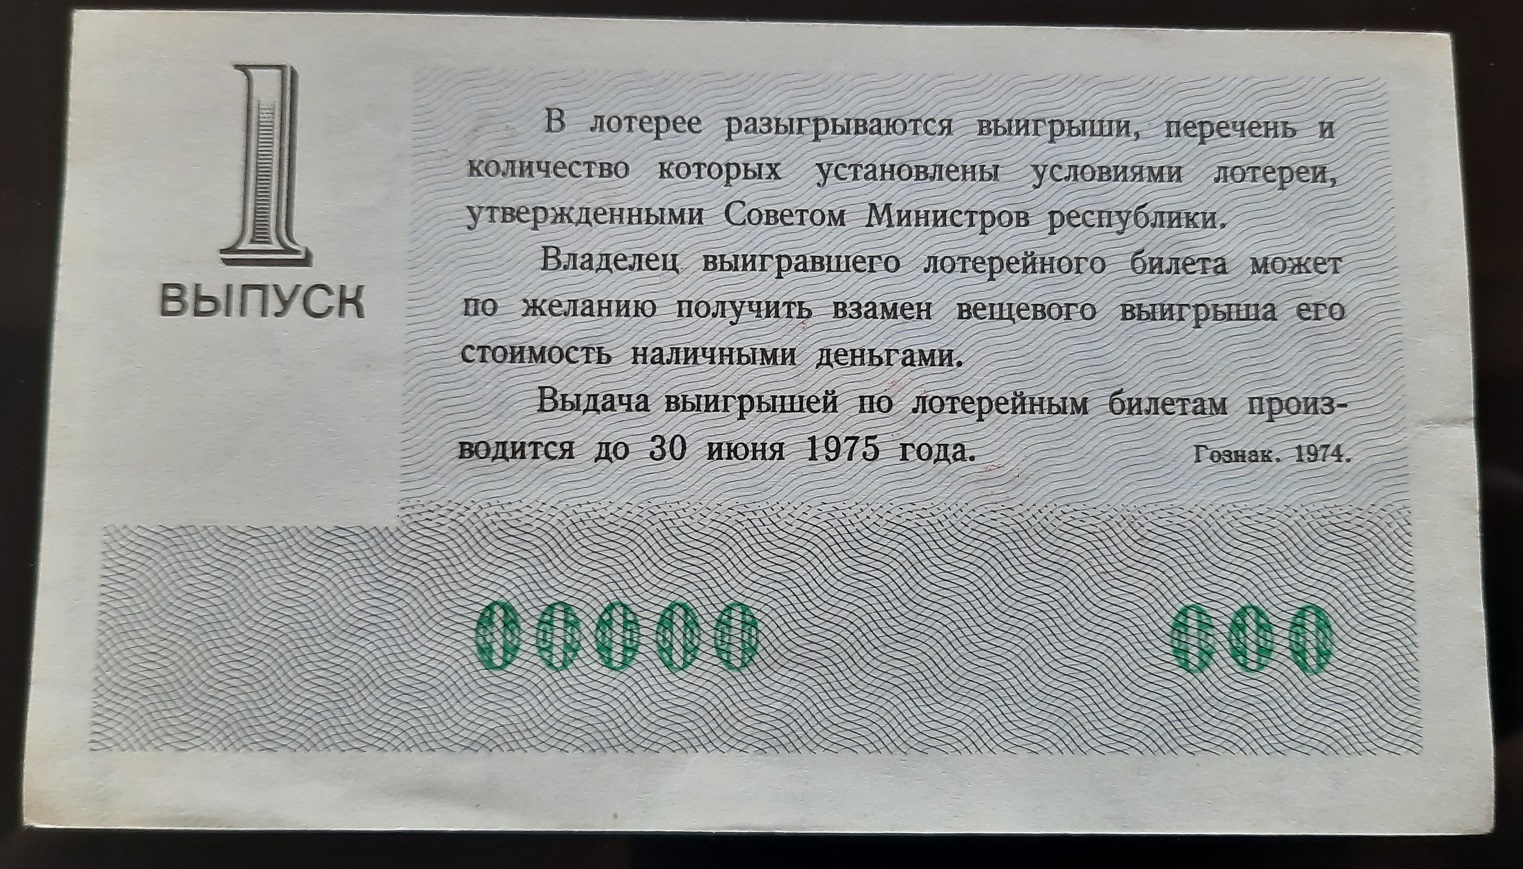 1
ВЫПУСК
В лотерее разыгрываются выигрыши, перечень и
количество которых установлены условиями лотереи,
утвержденными Советом Министров республики.
Владелец выигравшего лотерейного билета может
по желанию получить взамен вещевого выигрыша его
стоимость наличными деньгами.
Выдача выигрышей по лотерейным билетам произ-
водится до 30 июня 1975 года.
Гознак. 1974.
00000 000